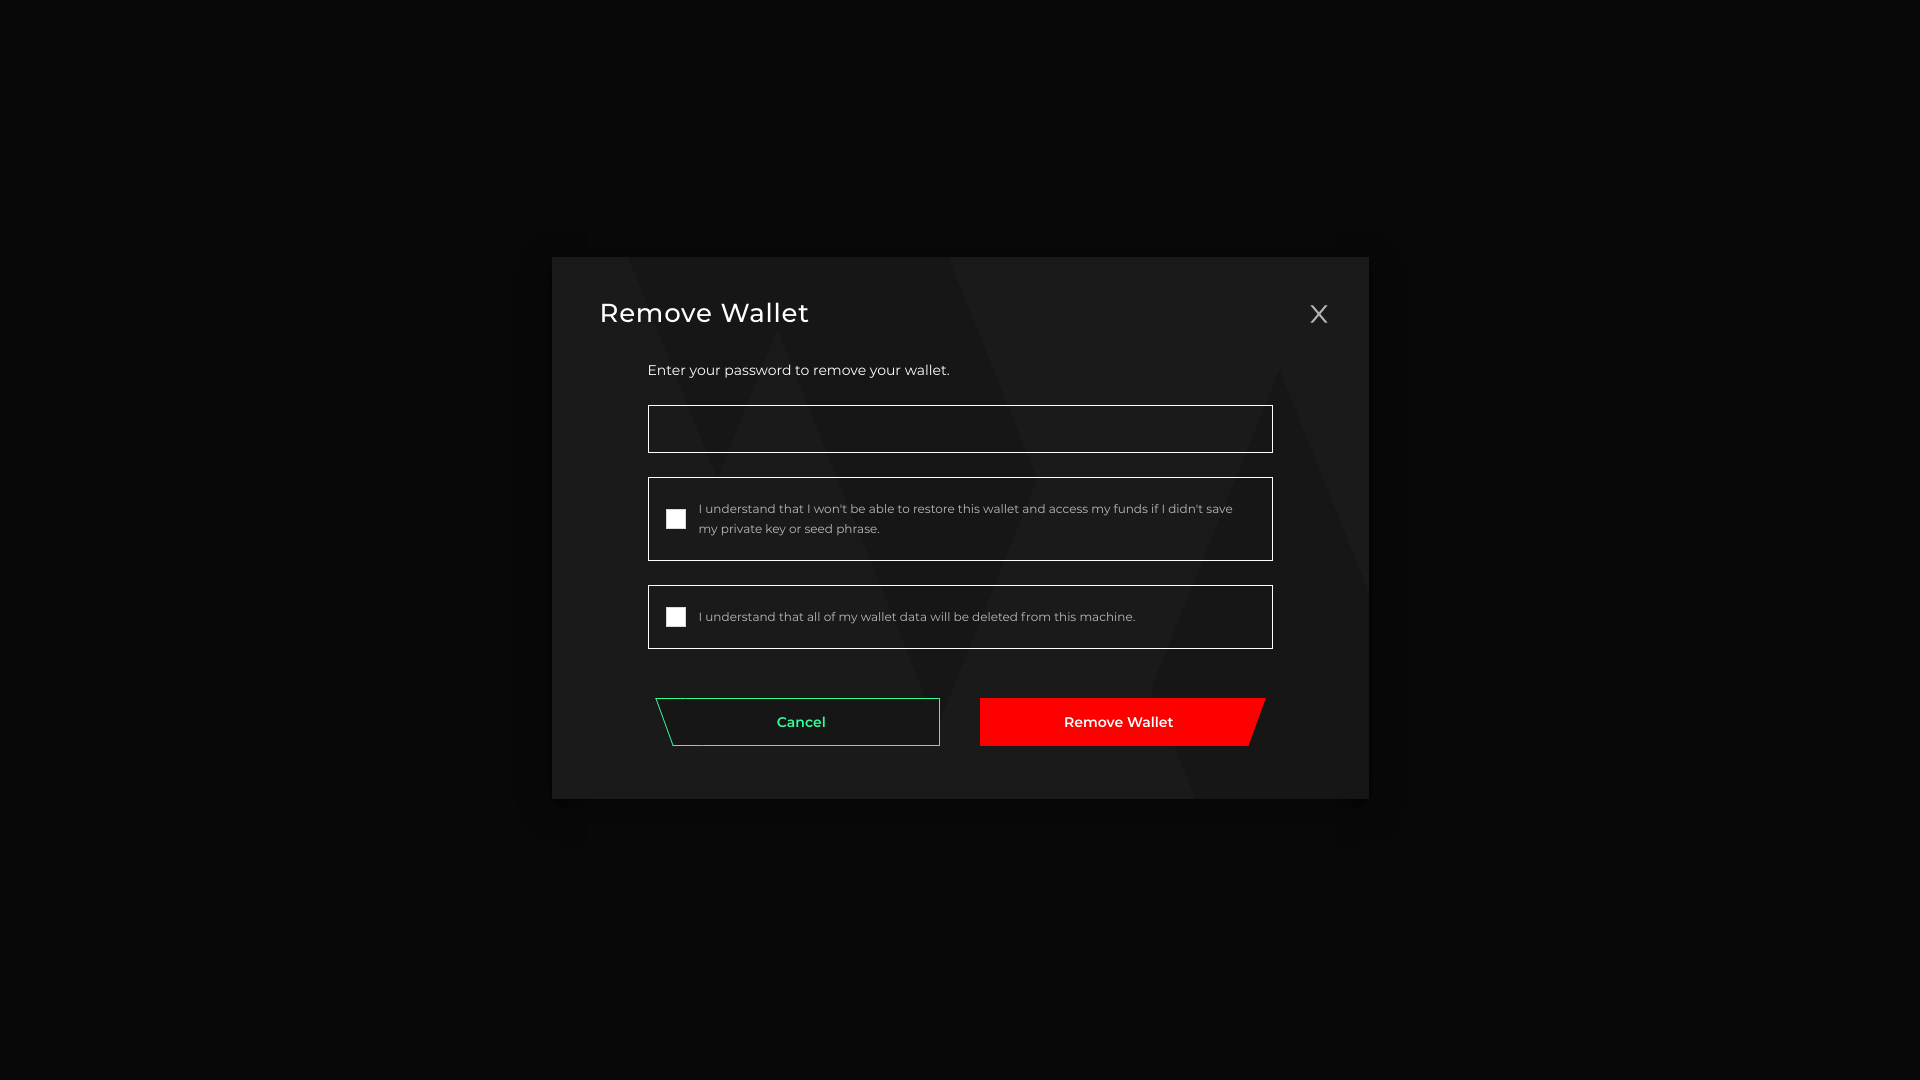 Remove Wallet
X
Enter your password to remove your wallet.
I understand that I won't be able to restore this wallet and access my funds if I didn't save
my private key or seed phrase.
I understand that all of my wallet data will be deleted from this machine.
Cancel
Remove Wallet